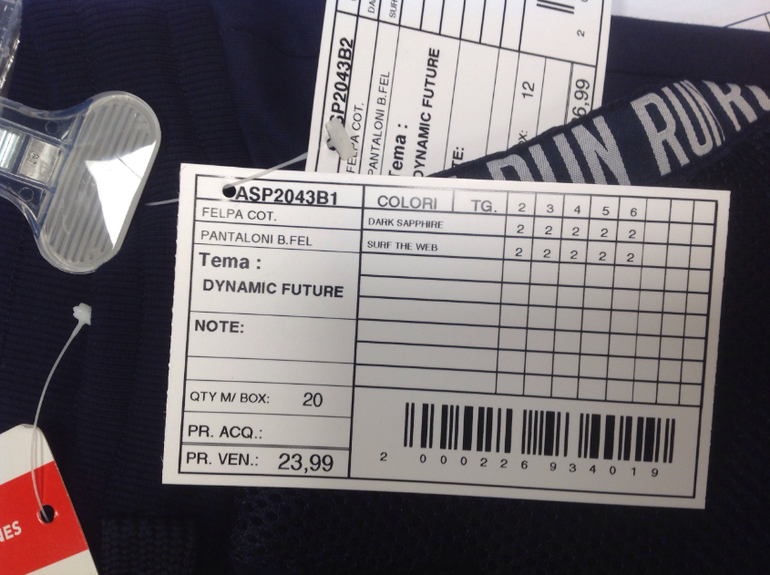 SP2043B2
FELPA COT.
PANTALONI B.FEL
Tema :
DYNAMIC FUTURE
12
6,99
2
RUN RUN
ASP2043B1
FELPA COT.
PANTALONI B.FEL
Tema :
DYNAMIC FUTURE
NOTE:
QTY M/ BOX: 20
PR. ACQ.:
PR. VEN.: 23,99
COLORI TG. 2 3 4 5 6
DARK SAPPHIRE 2 2 2 2 2
SURF THE WEB 2 2 2 2 2
2 000226 934019
NES